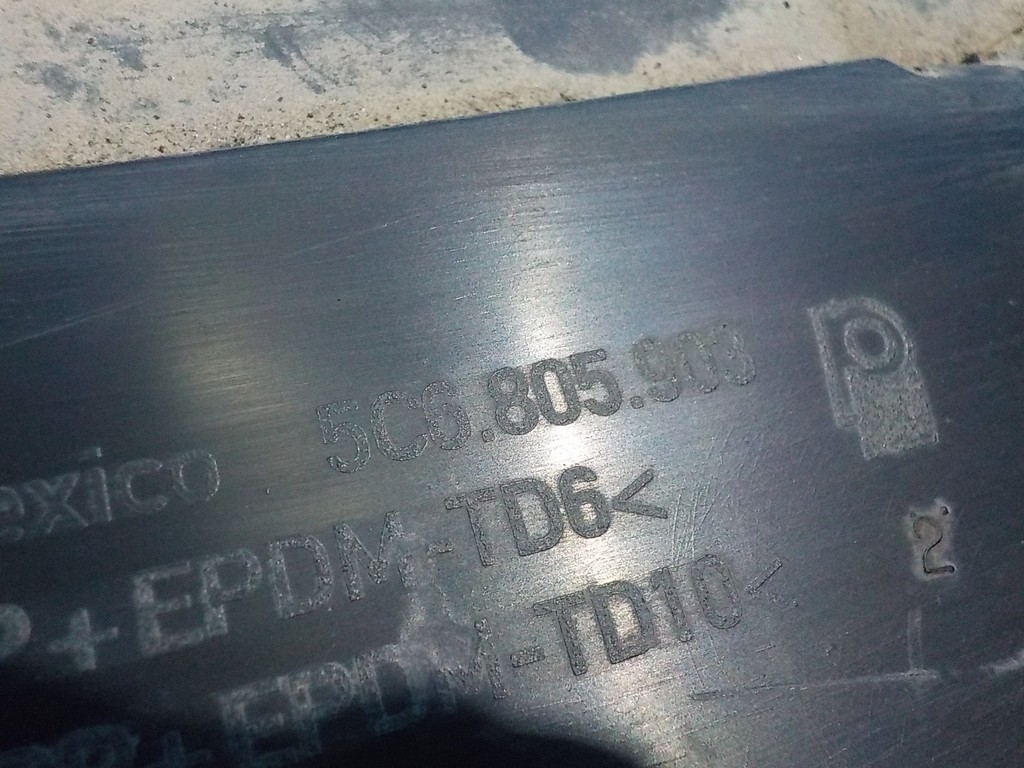 exico 5C6.805.903
P+EPDM-TD6<
+EPDM-TD10<
2